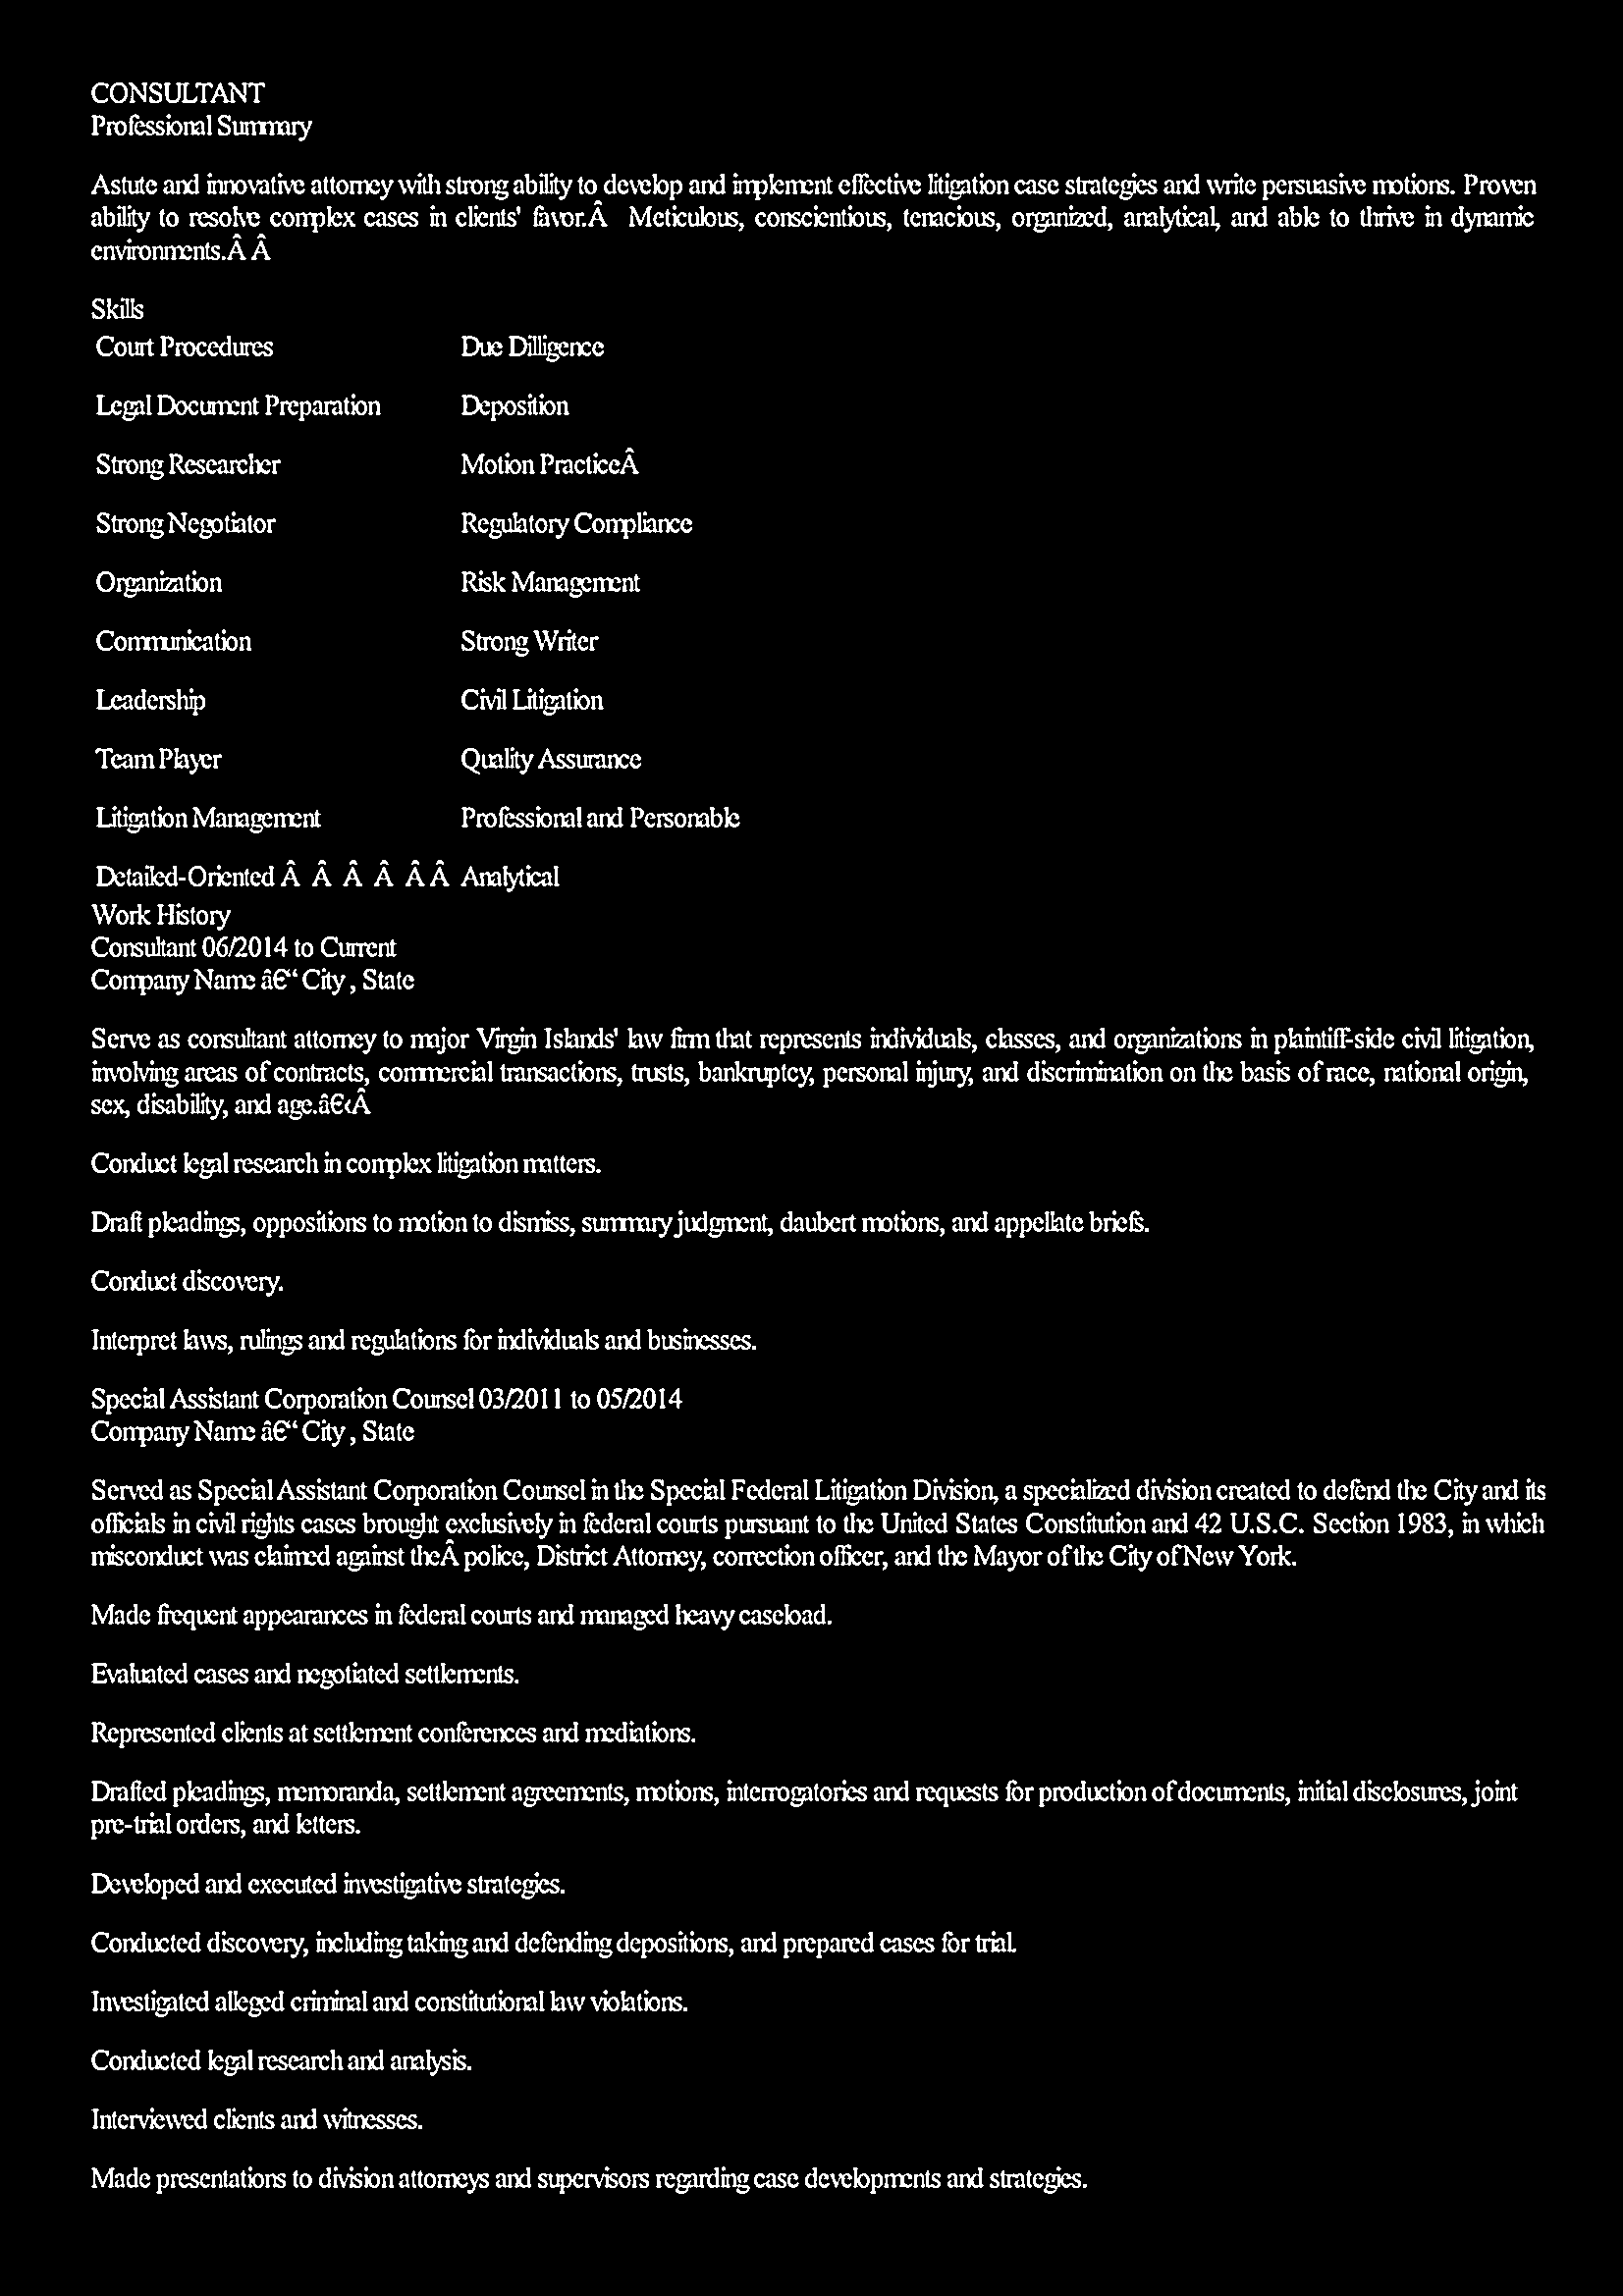 CONSULTANT
Professional Summary
Astute and innovative attorney with strong ability to develop and implement effective litigation case strategies and write persuasive motions. Proven
ability to resolve complex cases in clients' favor.Â  Meticulous, conscientious, tenacious, organized, analytical, and able to thrive in dynamic
environments.Â Â
Skills
Court Procedures Due Dilligence
Legal Document Preparation Deposition
Strong Researcher Motion PracticeÂ
Strong Negotiator Regulatory Compliance
Organization Risk Management
Communication Strong Writer
Leadership Civil Litigation
Team Player Quality Assurance
Litigation Management Professional and Personable
Detailed-Oriented Â Â Â Â Â Â Analytical
Work History
Consultant 06/2014 to Current
Company Name â€“ City , State
Serve as consultant attorney to major Virgin Islands' law firm that represents individuals, classes, and organizations in plaintiff-side civil litigation,
involving areas of contracts, commercial transactions, trusts, bankruptcy, personal injury, and discrimination on the basis of race, national origin,
sex, disability, and age.â€‹Â
Conduct legal research in complex litigation matters.
Draft pleadings, oppositions to motion to dismiss, summary judgment, daubert motions, and appellate briefs.
Conduct discovery.
Interpret laws, rulings and regulations for individuals and businesses.
Special Assistant Corporation Counsel 03/2011 to 05/2014
Company Name â€“ City , State
Served as Special Assistant Corporation Counsel in the Special Federal Litigation Division, a specialized division created to defend the City and its
officials in civil rights cases brought exclusively in federal courts pursuant to the United States Constitution and 42 U.S.C. Section 1983, in which
misconduct was claimed against theÂ police, District Attorney, correction officer, and the Mayor of the City of New York.
Made frequent appearances in federal courts and managed heavy caseload.
Evaluated cases and negotiated settlements.
Represented clients at settlement conferences and mediations.
Drafted pleadings, memoranda, settlement agreements, motions, interrogatories and requests for production of documents, initial disclosures, joint
pre-trial orders, and letters.
Developed and executed investigative strategies.
Conducted discovery, including taking and defending depositions, and prepared cases for trial.
Investigated alleged criminal and constitutional law violations.
Conducted legal research and analysis.
Interviewed clients and witnesses.
Made presentations to division attorneys and supervisors regarding case developments and strategies.